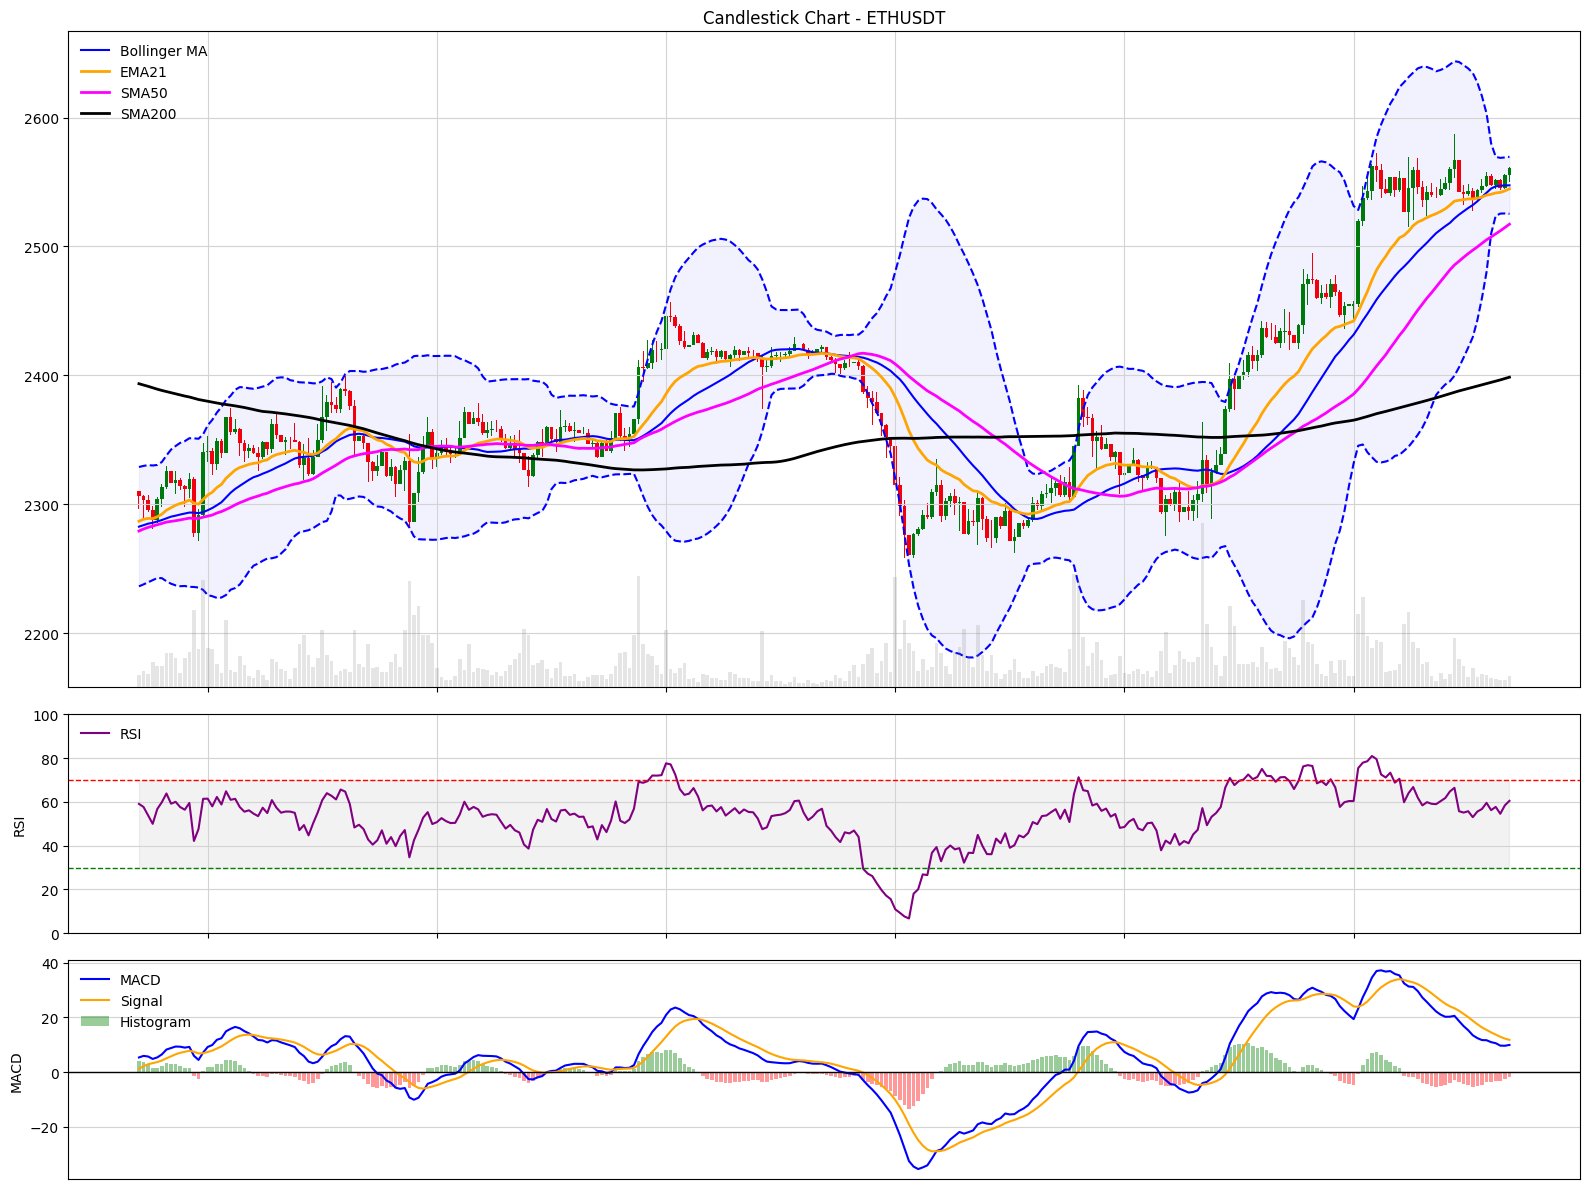 Candlestick Chart - ETHUSDT
Bollinger MA
EMA21
SMA50
SMA200
2600
2500
2400
2300
2200
100
80
60
40
20
0
RSI
RSI
40
20
0
−20
MACD
MACD
Signal
Histogram